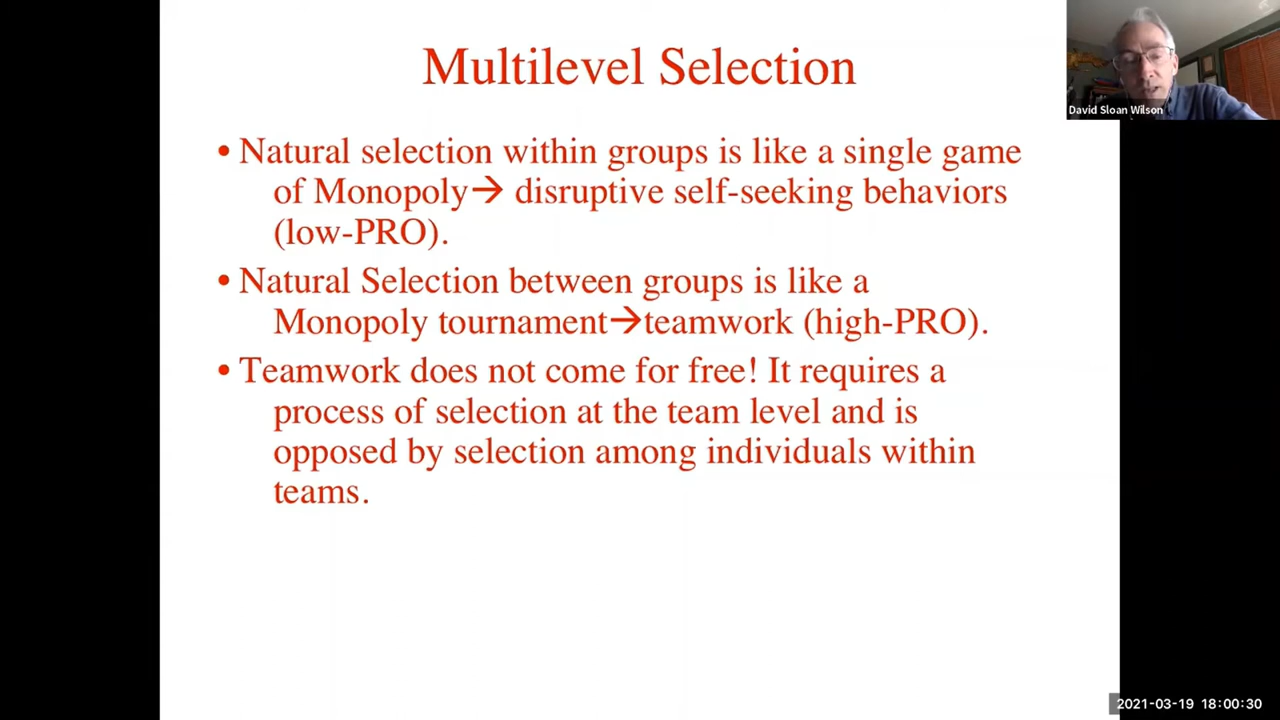 Multilevel Selection
David Sloan Wilson
• Natural selection within groups is like a single game
of Monopoly→ disruptive self-seeking behaviors
(low-PRO).
• Natural Selection between groups is like a
Monopoly tournament→teamwork (high-PRO).
• Teamwork does not come for free! It requires a
process of selection at the team level and is
opposed by selection among individuals within
teams.
2021-03-19 18:00:30